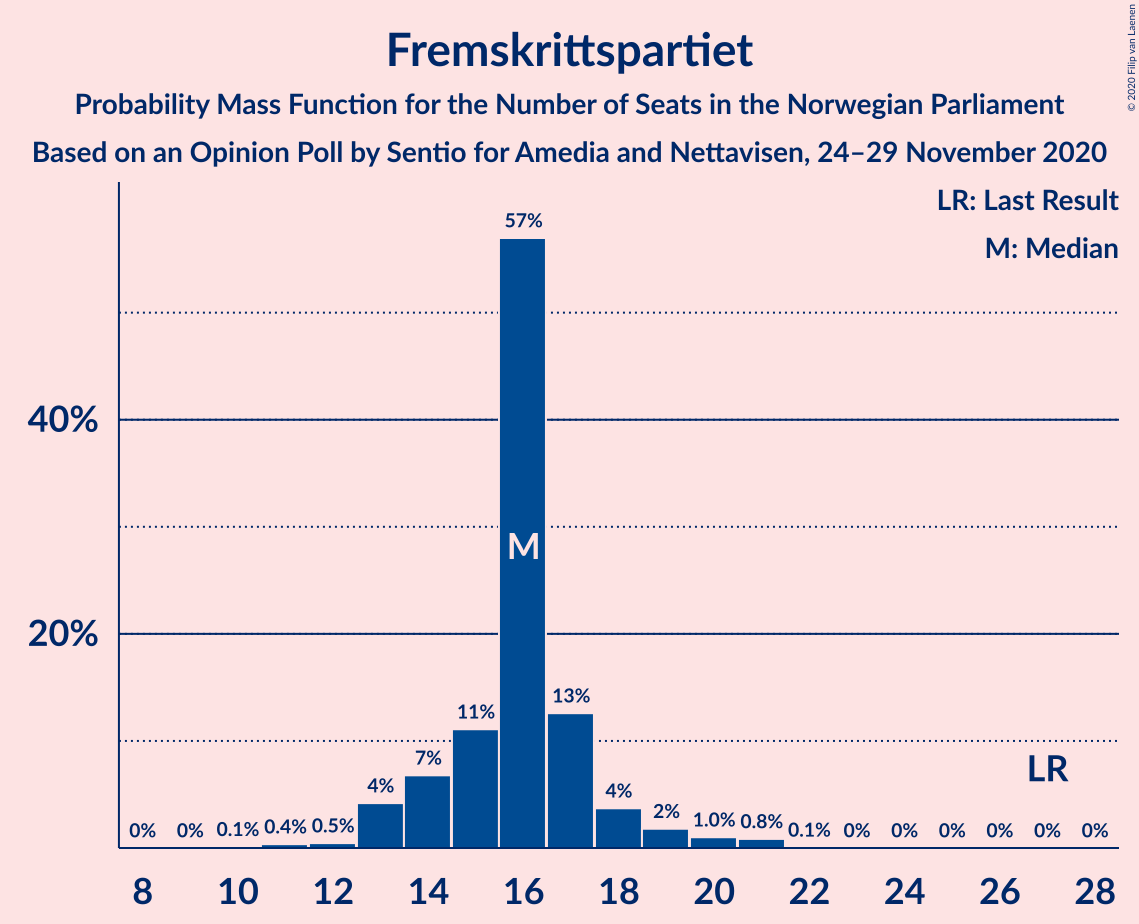 Fremskrittspartiet
Probability Mass Function for the Number of Seats in the Norwegian Parliament
Based on an Opinion Poll by Sentio for Amedia and Nettavisen, 24–29 November 2020
© 2020 Filip van Laenen
LR: Last Result
M: Median
57%
40%
M
20%
13%
11%
7%
4%
4%
2%
1.0%
0.8%
LR
0% 0% 0.1% 0.4% 0.5% 0.1% 0% 0% 0% 0% 0% 0%
8 10 12 14 16 18 20 22 24 26 28